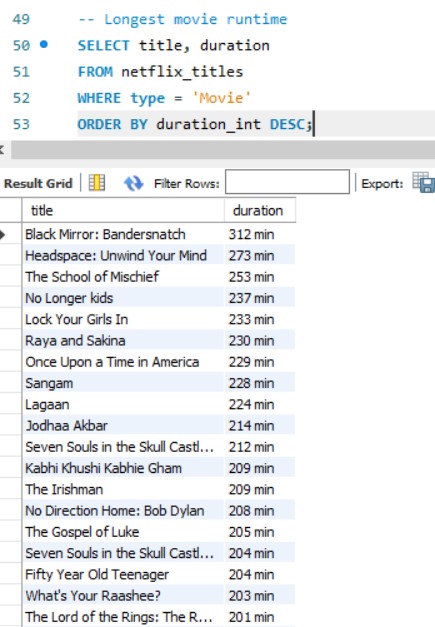 49 -- Longest movie runtime
50 SELECT title, duration
51 FROM netflix_titles
52 WHERE type = 'Movie'
53 ORDER BY duration_int DESC;
Result Grid Filter Rows: Export:
title duration
Black Mirror: Bandersnatch 312 min
Headspace: Unwind Your Mind 273 min
The School of Mischief 253 min
No Longer kids 237 min
Lock Your Girls In 233 min
Raya and Sakina 230 min
Once Upon a Time in America 229 min
Sangam 228 min
Lagaan 224 min
Jodhaa Akbar 214 min
Seven Souls in the Skull Castl... 212 min
Kabhi Khushi Kabhie Gham 209 min
The Irishman 209 min
No Direction Home: Bob Dylan 208 min
The Gospel of Luke 205 min
Seven Souls in the Skull Castl... 204 min
Fifty Year Old Teenager 204 min
What's Your Raashee? 203 min
The Lord of the Rings: The R... 201 min